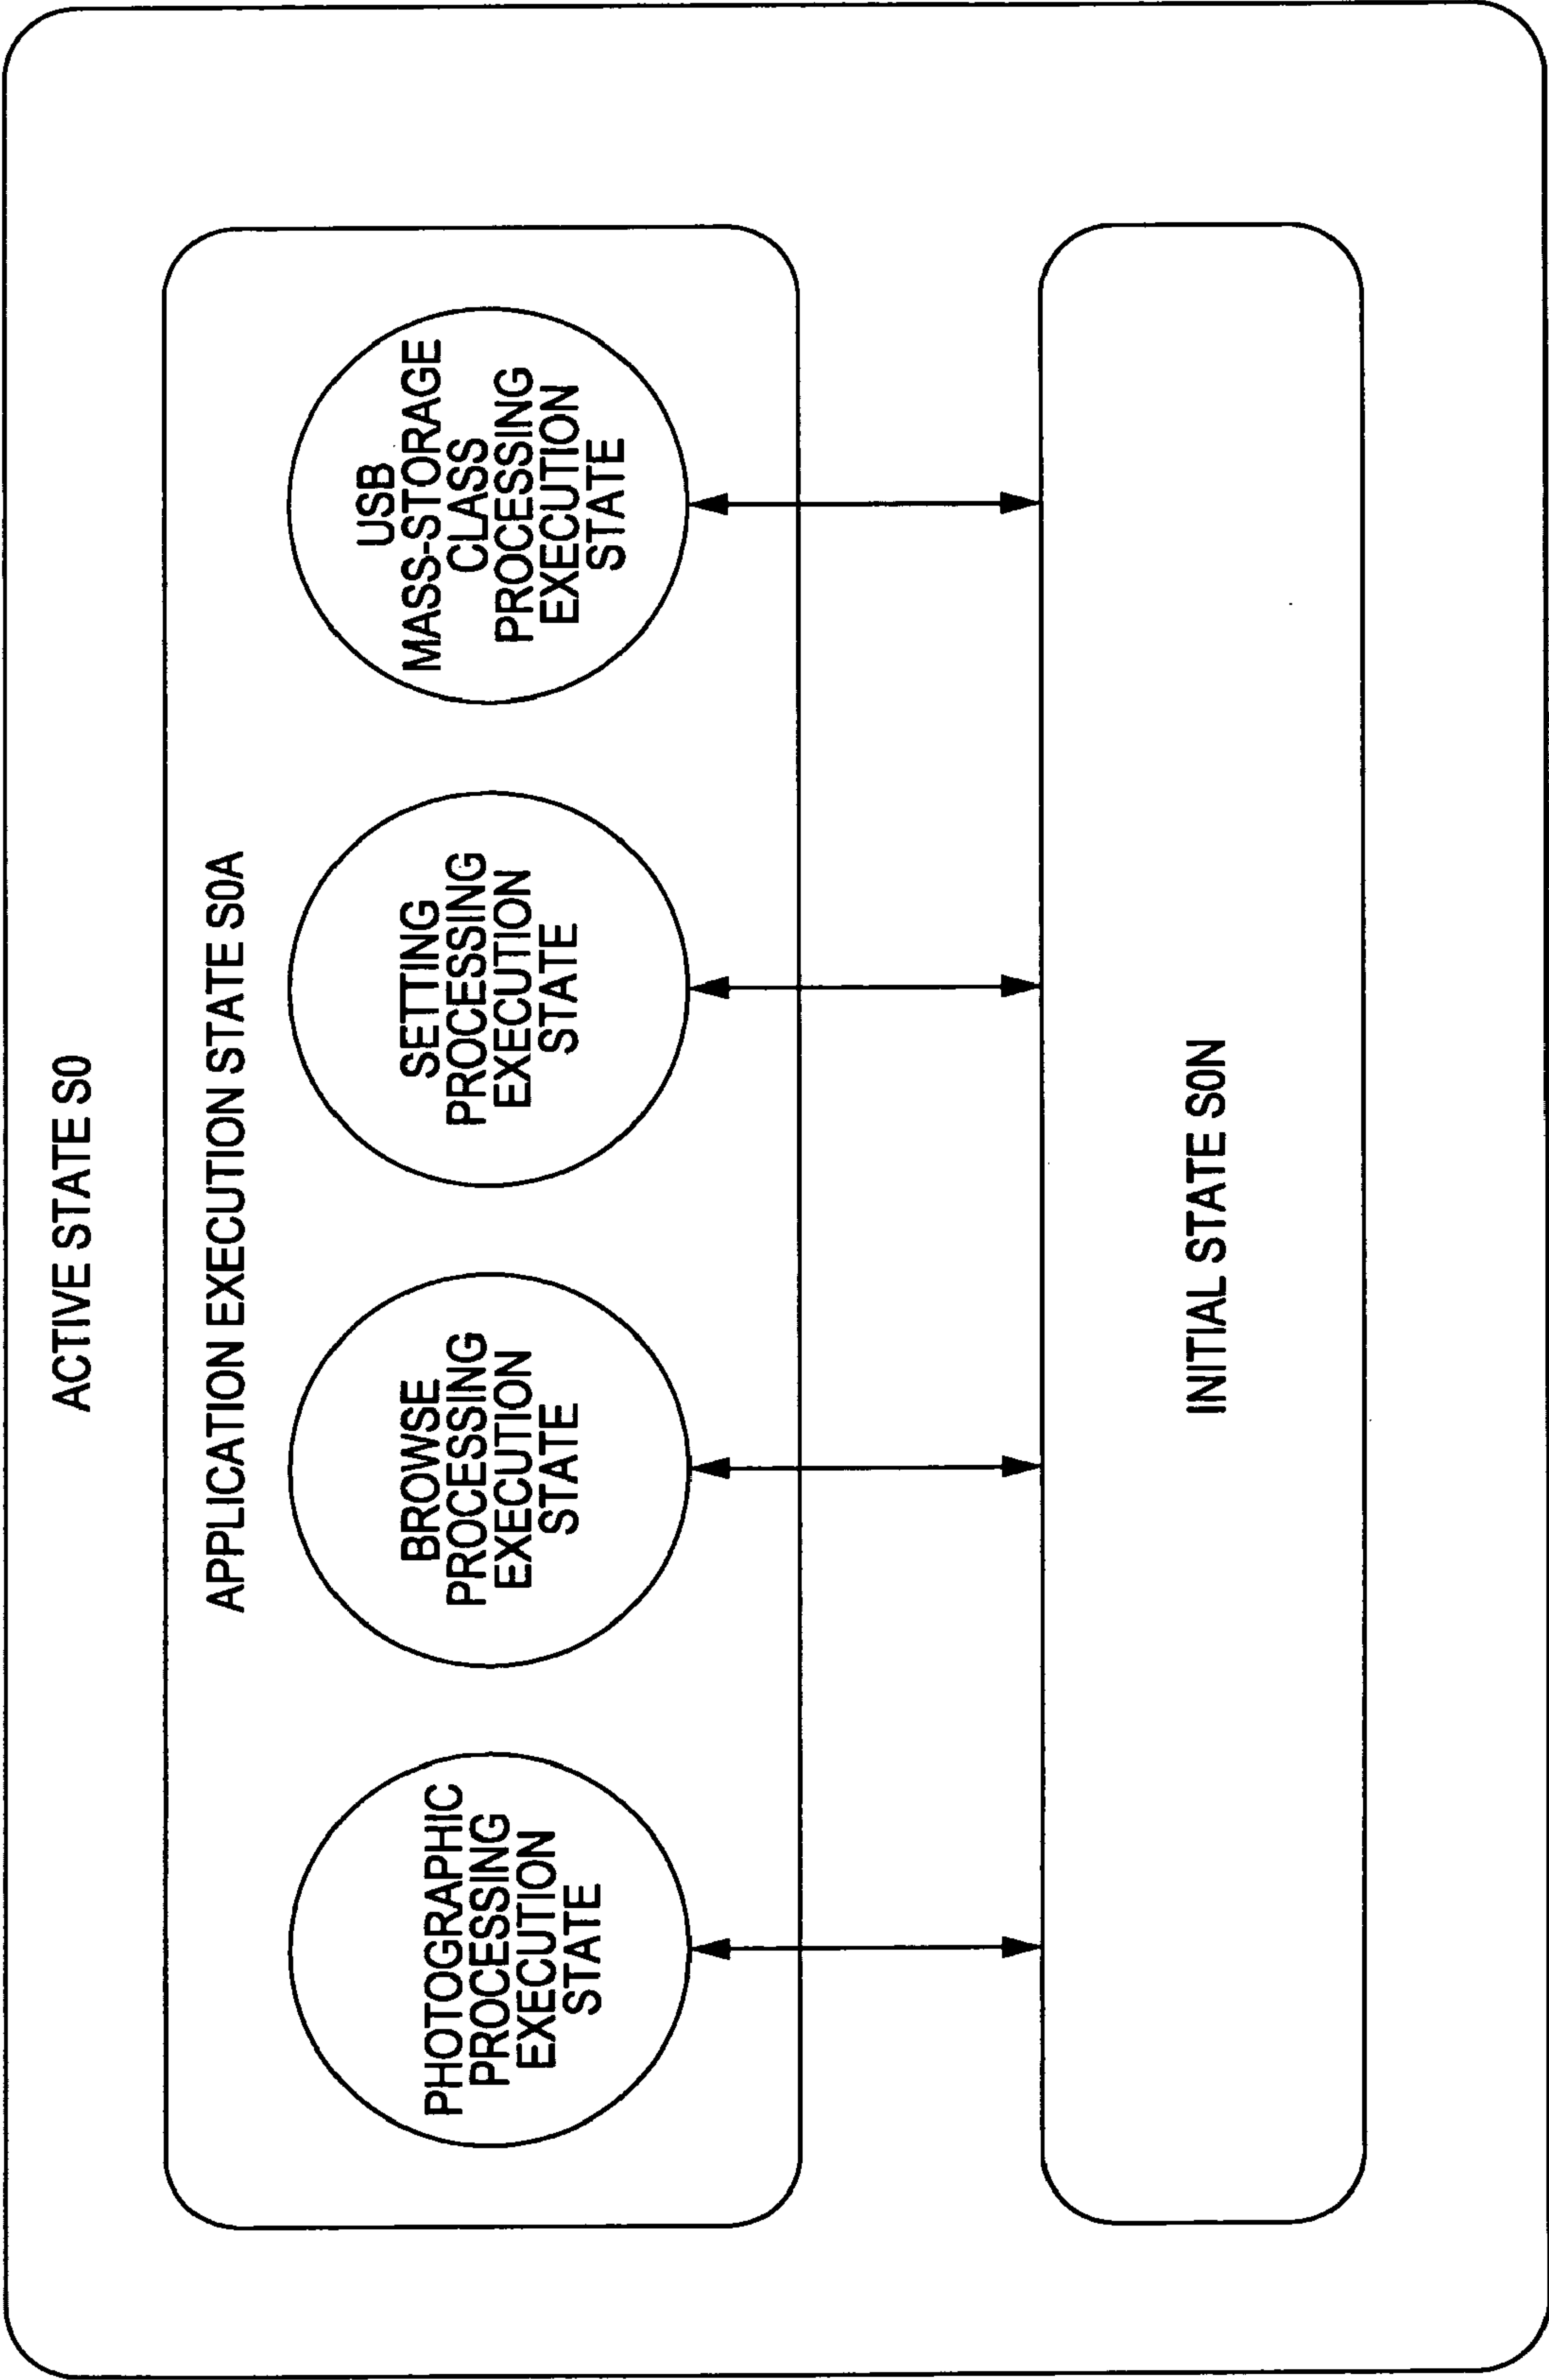 ACTIVE STATE S0
APPLICATION EXECUTION STATE S0A
PHOTOGRAPHIC
PROCESSING
EXECUTION
STATE
BROWSE
PROCESSING
EXECUTION
STATE
SETTING
PROCESSING
EXECUTION
STATE
USB
MASS-STORAGE
CLASS
PROCESSING
EXECUTION
STATE
INITIAL STATE S0N